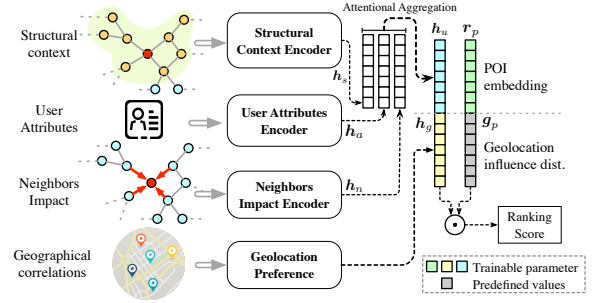 Structural
context
Structural
Context Encoder
Attentional Aggregation
h_s
h_u
r_p
POI
embedding
User
Attributes
User Attributes
Encoder
h_a
h_g
g_p
Geolocation
influence dist.
Neighbors
Impact
Neighbors
Impact Encoder
h_n
Ranking
Score
Geographical
correlations
Geolocation
Preference
Trainable parameter
Predefined values